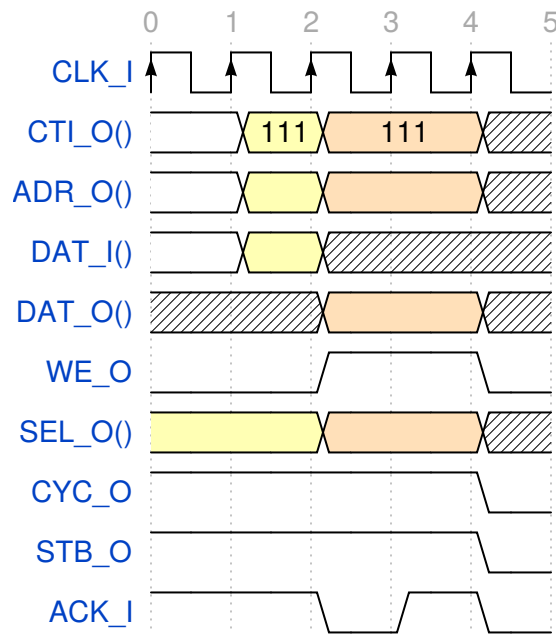 0 1 2 3 4 5
CLK_I
CTI_O() 111 111
ADR_O()
DAT_I()
DAT_O()
WE_O
SEL_O()
CYC_O
STB_O
ACK_I